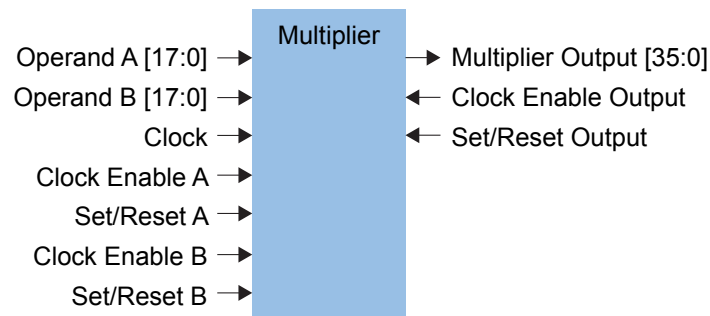 Multiplier
Operand A [17:0]
Operand B [17:0]
Clock
Clock Enable A
Set/Reset A
Clock Enable B
Set/Reset B
Multiplier Output [35:0]
Clock Enable Output
Set/Reset Output